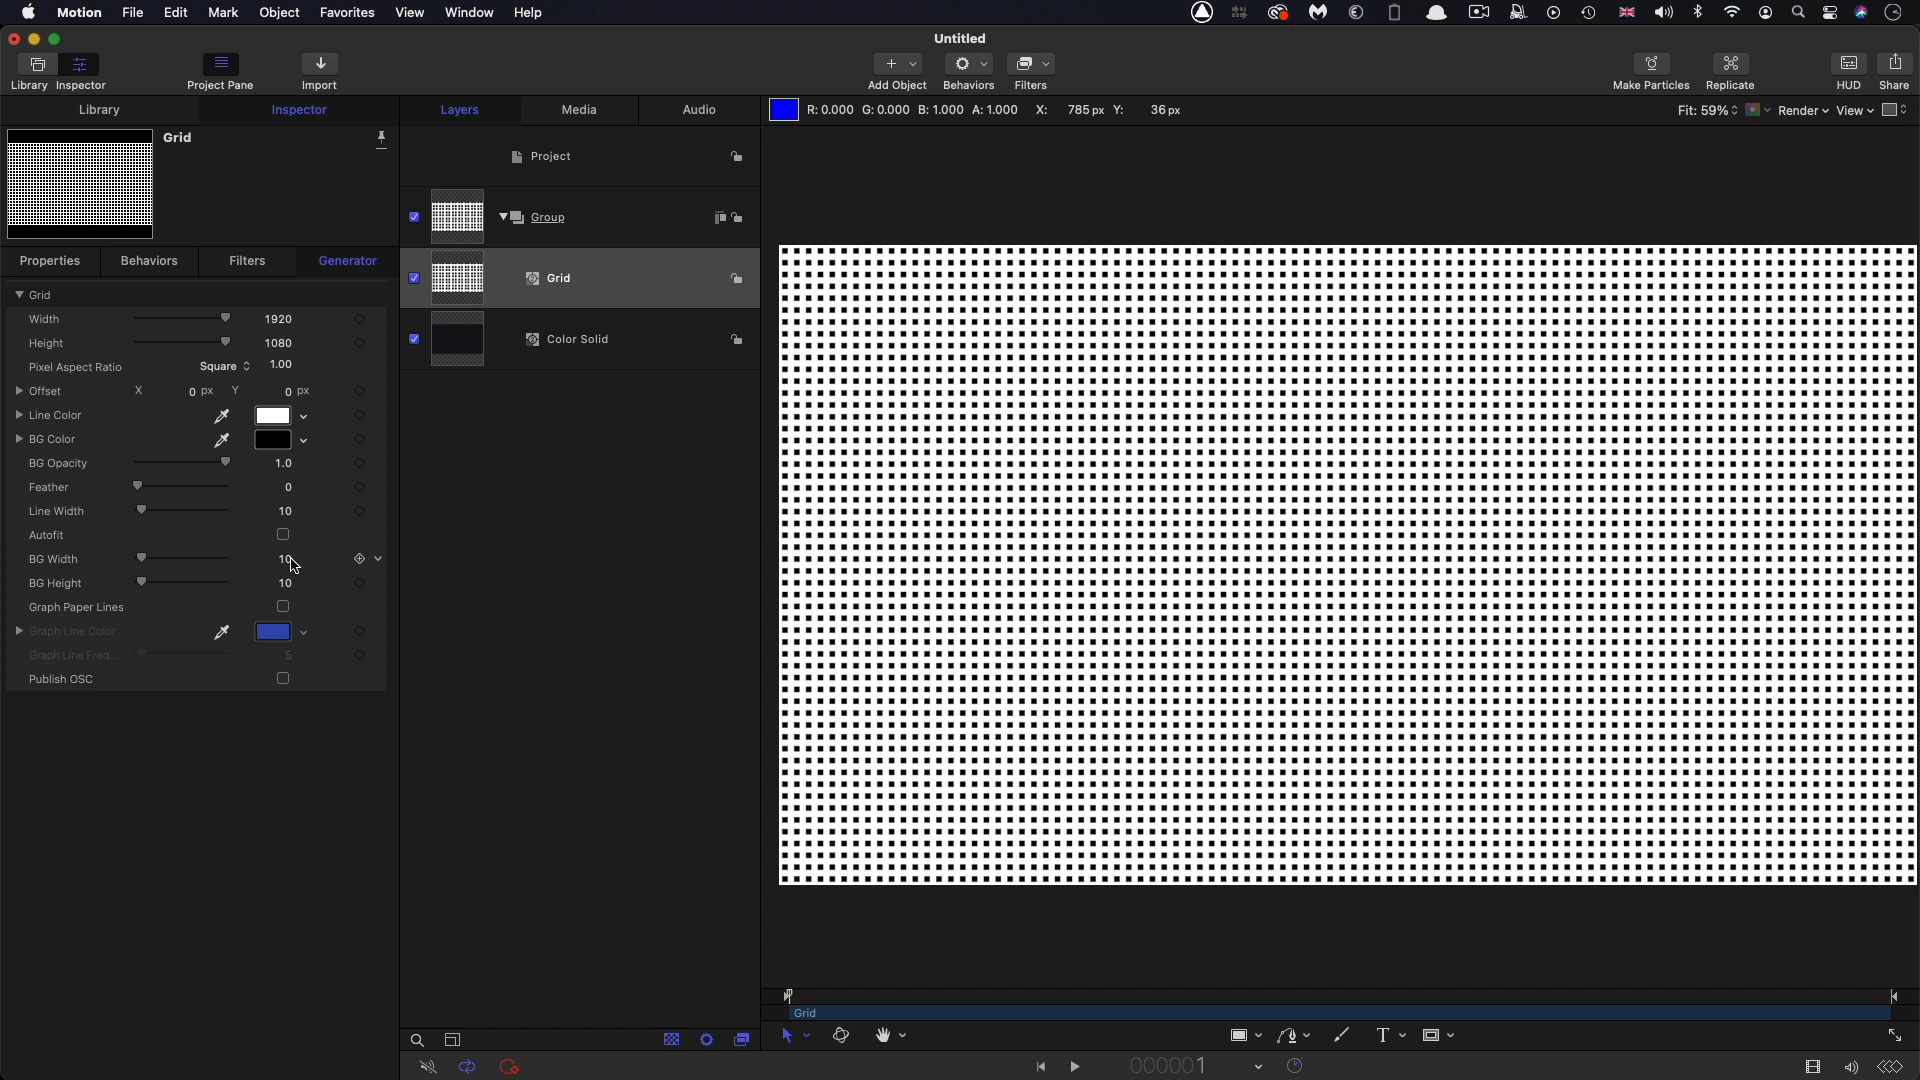 Motion File Edit Mark Object Favorites View Window Help
Untitled
Library Inspector Project Pane Import Add Object Behaviors Filters Make Particles Replicate HUD Share
Library Inspector Layers Media Audio R: 0.000 G: 0.000 B: 1.000 A: 1.000 X: 785 px Y: 36 px Fit: 59% Render View
Grid
Project
Group
Properties Behaviors Filters Generator
Grid
Grid
Width 1920
Height 1080
Color Solid
Pixel Aspect Ratio Square 1.00
Offset X 0 px Y 0 px
Line Color
BG Color
BG Opacity 1.0
Feather 0
Line Width 10
Autofit
BG Width 10
BG Height 10
Graph Paper Lines
Graph Line Color
Graph Line Freq... 5
Publish OSC
Grid
T
0000001